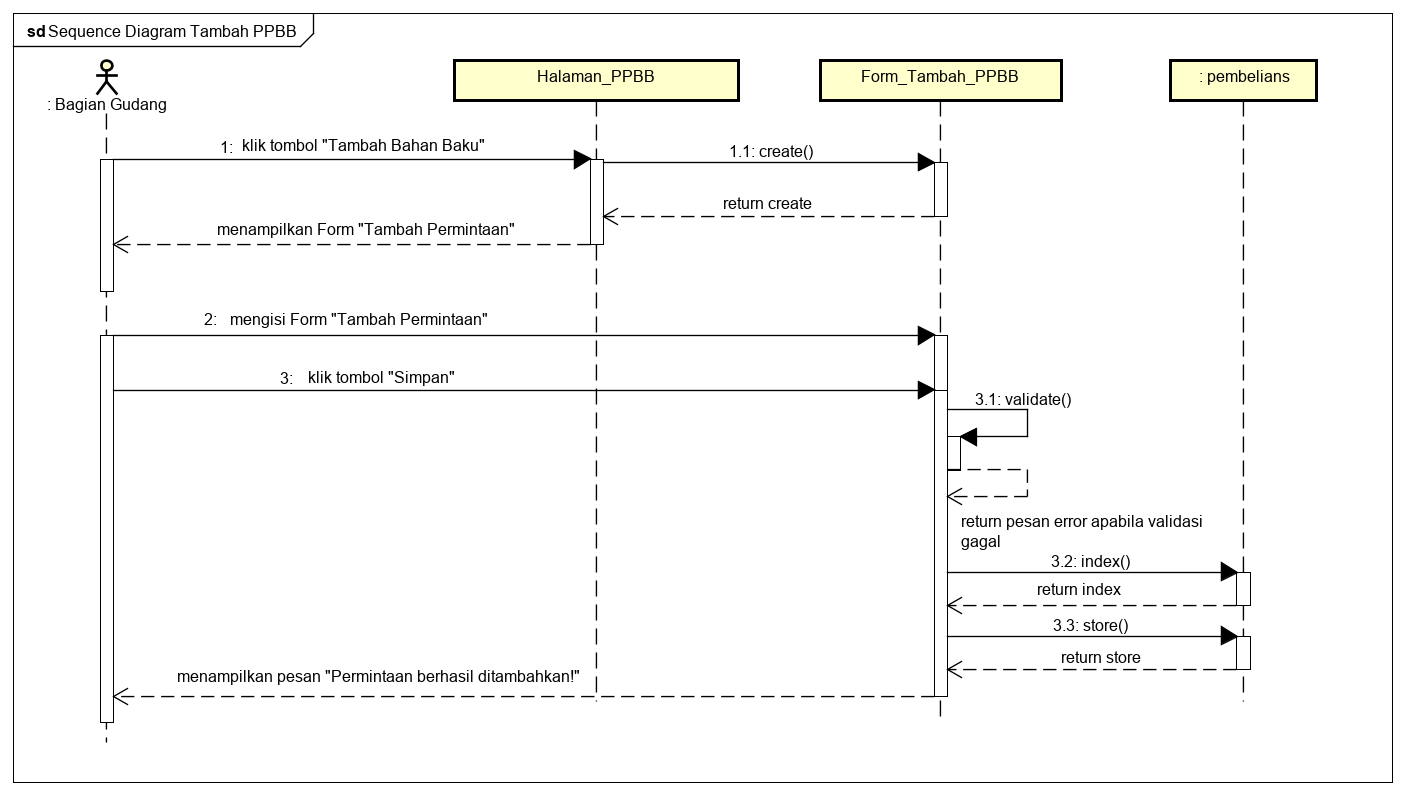 sd Sequence Diagram Tambah PPBB
: Bagian Gudang
Halaman_PPBB
Form_Tambah_PPBB
: pembelians
1: klik tombol "Tambah Bahan Baku"
1.1: create()
return create
menampilkan Form "Tambah Permintaan"
2: mengisi Form "Tambah Permintaan"
3: klik tombol "Simpan"
3.1: validate()
return pesan error apabila validasi
gagal
3.2: index()
return index
3.3: store()
return store
menampilkan pesan "Permintaan berhasil ditambahkan!"